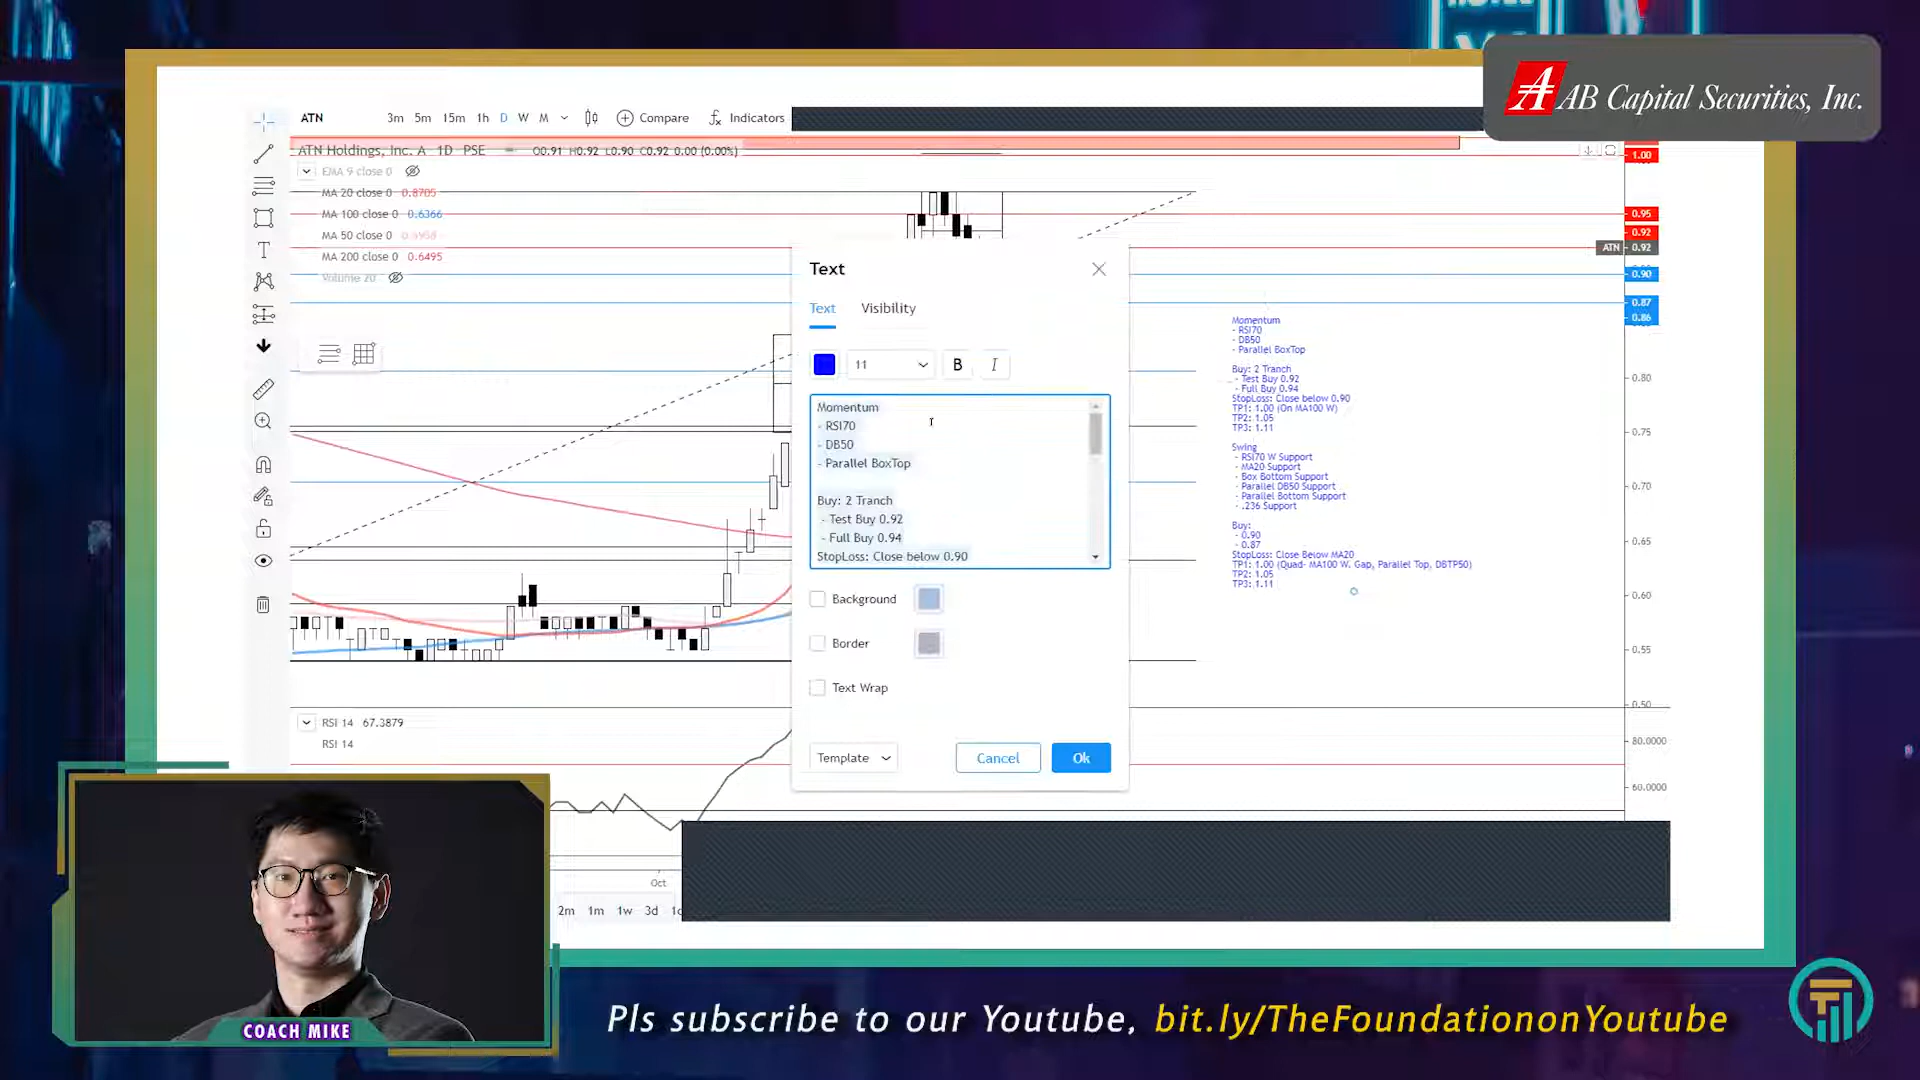 AB Capital Securities, Inc.
ATN 3m 5m 15m 1h D W M Compare Indicators
ATN Holdings, Inc. A 1D PSE O0.91 H0.92 L0.90 C0.92 0.00 (0.00%)
EMA 9 close 0
MA 20 close 0 0.8705
MA 100 close 0 0.6366
MA 50 close 0
MA 200 close 0 0.6495
Volume 20
1.00
0.95
0.92
ATN 0.92
0.90
0.87
0.86
0.80
0.75
0.70
0.65
0.60
0.55
0.50
80.0000
60.0000
Text
Text Visibility
11 B I
Momentum
- RSI70
- DB50
- Parallel BoxTop
Buy: 2 Tranch
- Test Buy 0.92
- Full Buy 0.94
StopLoss: Close below 0.90
Background
Border
Text Wrap
Template Cancel Ok
Momentum
- RSI70
- DB50
- Parallel BoxTop
Buy: 2 Tranch
- Test Buy 0.92
- Full Buy 0.94
StopLoss: Close below 0.90
TP1: 1.00 (On MA100 W)
TP2: 1.05
TP3: 1.11
Swing
- RSI70 W Support
- MA20 Support
- Box Bottom Support
- Parallel DB50 Support
- Parallel Bottom Support
- .236 Support
Buy:
- 0.90
- 0.87
StopLoss: Close Below MA20
TP1: 1.00 (Quad- MA100 W. Gap, Parallel Top, DBTP50)
TP2: 1.05
TP3: 1.11
RSI 14 67.3879
RSI 14
Oct
2m 1m 1w 3d
COACH MIKE
Pls subscribe to our Youtube, bit.ly/TheFoundationonYoutube